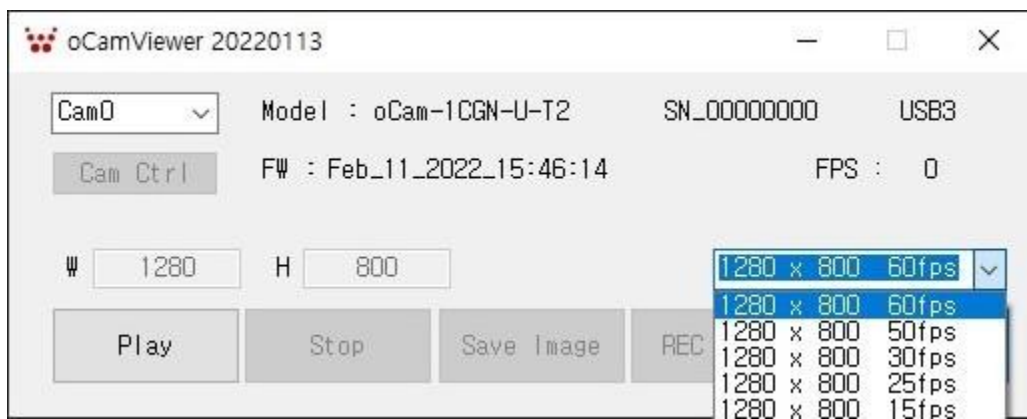 oCamViewer 20220113
Cam0 Model : oCam-1CGN-U-T2 SN_00000000 USB3
Cam Ctrl FW : Feb_11_2022_15:46:14 FPS : 0
W 1280 H 800 1280 x 800 60fps
1280 x 800 60fps
1280 x 800 50fps
1280 x 800 30fps
1280 x 800 25fps
1280 x 800 15fps
Play Stop Save Image REC